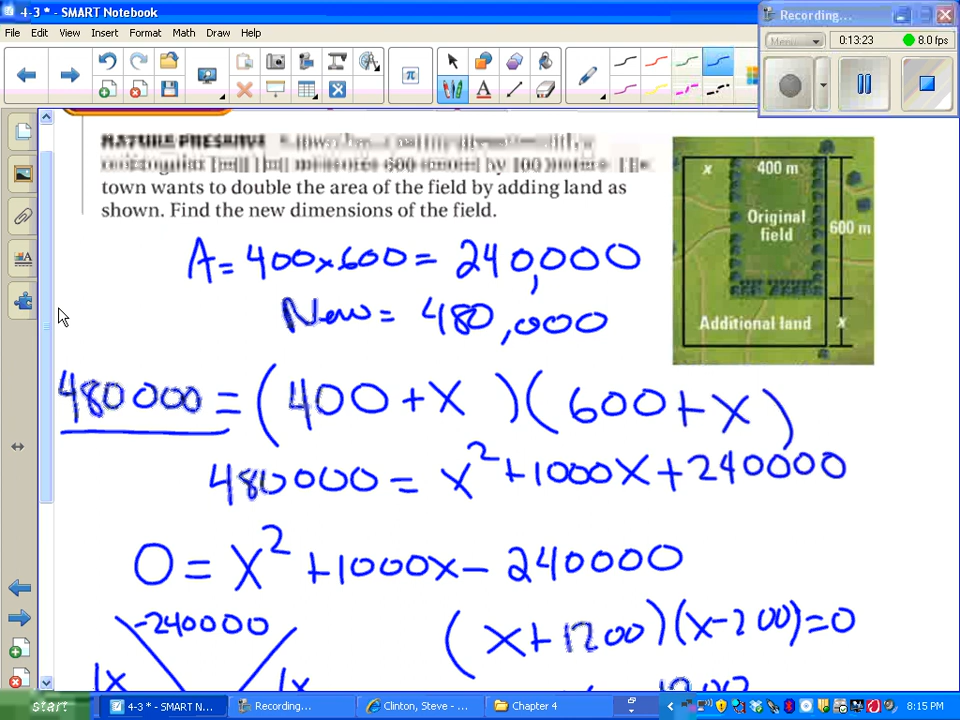 4-3 * - SMART Notebook
File Edit View Insert Format Math Draw Help
Recording...
Menu
0:13:23
8.0 fps
NATURE PRESERVE
town wants to double the area of the field by adding land as
shown. Find the new dimensions of the field.
x 400 m
Original
field
600 m
Additional land x
A = 400x600 = 240,000
New = 480,000
480000 = (400 + x)(600 + x)
480000 = x² + 1000x + 240000
0 = x² + 1000x - 240000
-240000
(x + 1200)(x - 200) = 0
1x 1x
start
4-3 * - SMART N...
Recording...
Clinton, Steve - ...
Chapter 4
8:15 PM